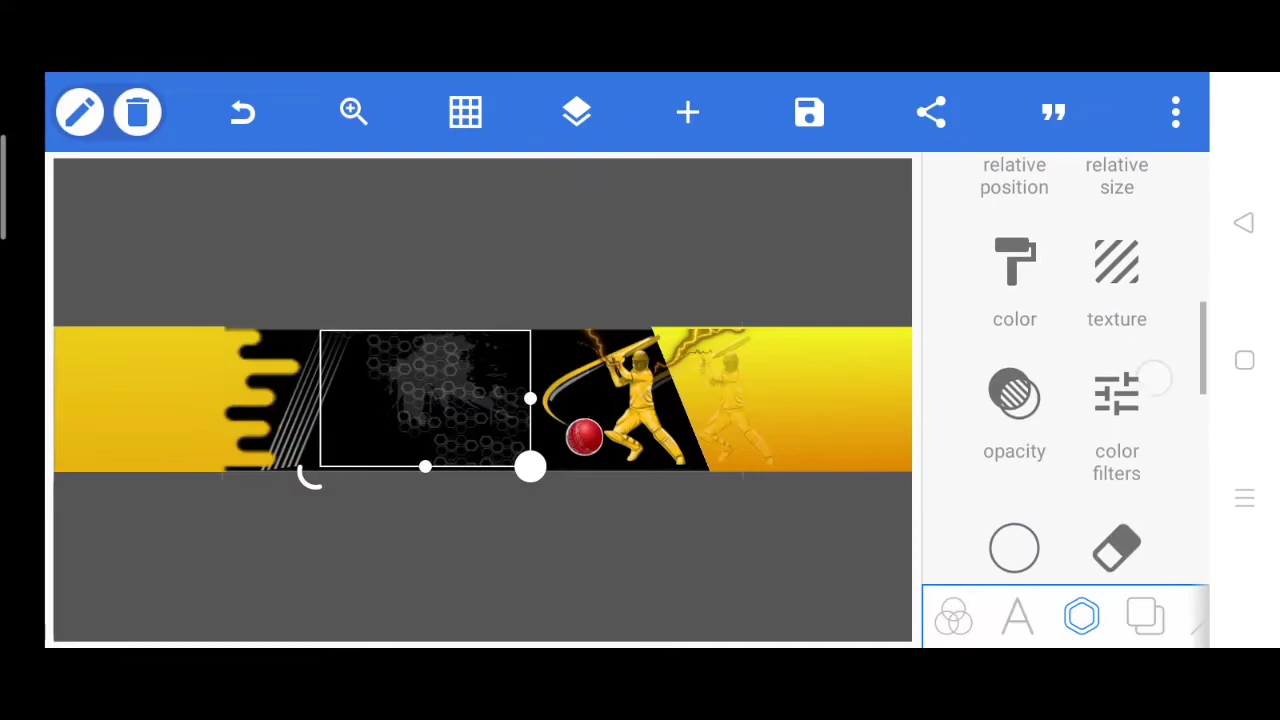 relative
position
relative
size
color
texture
opacity
color
filters